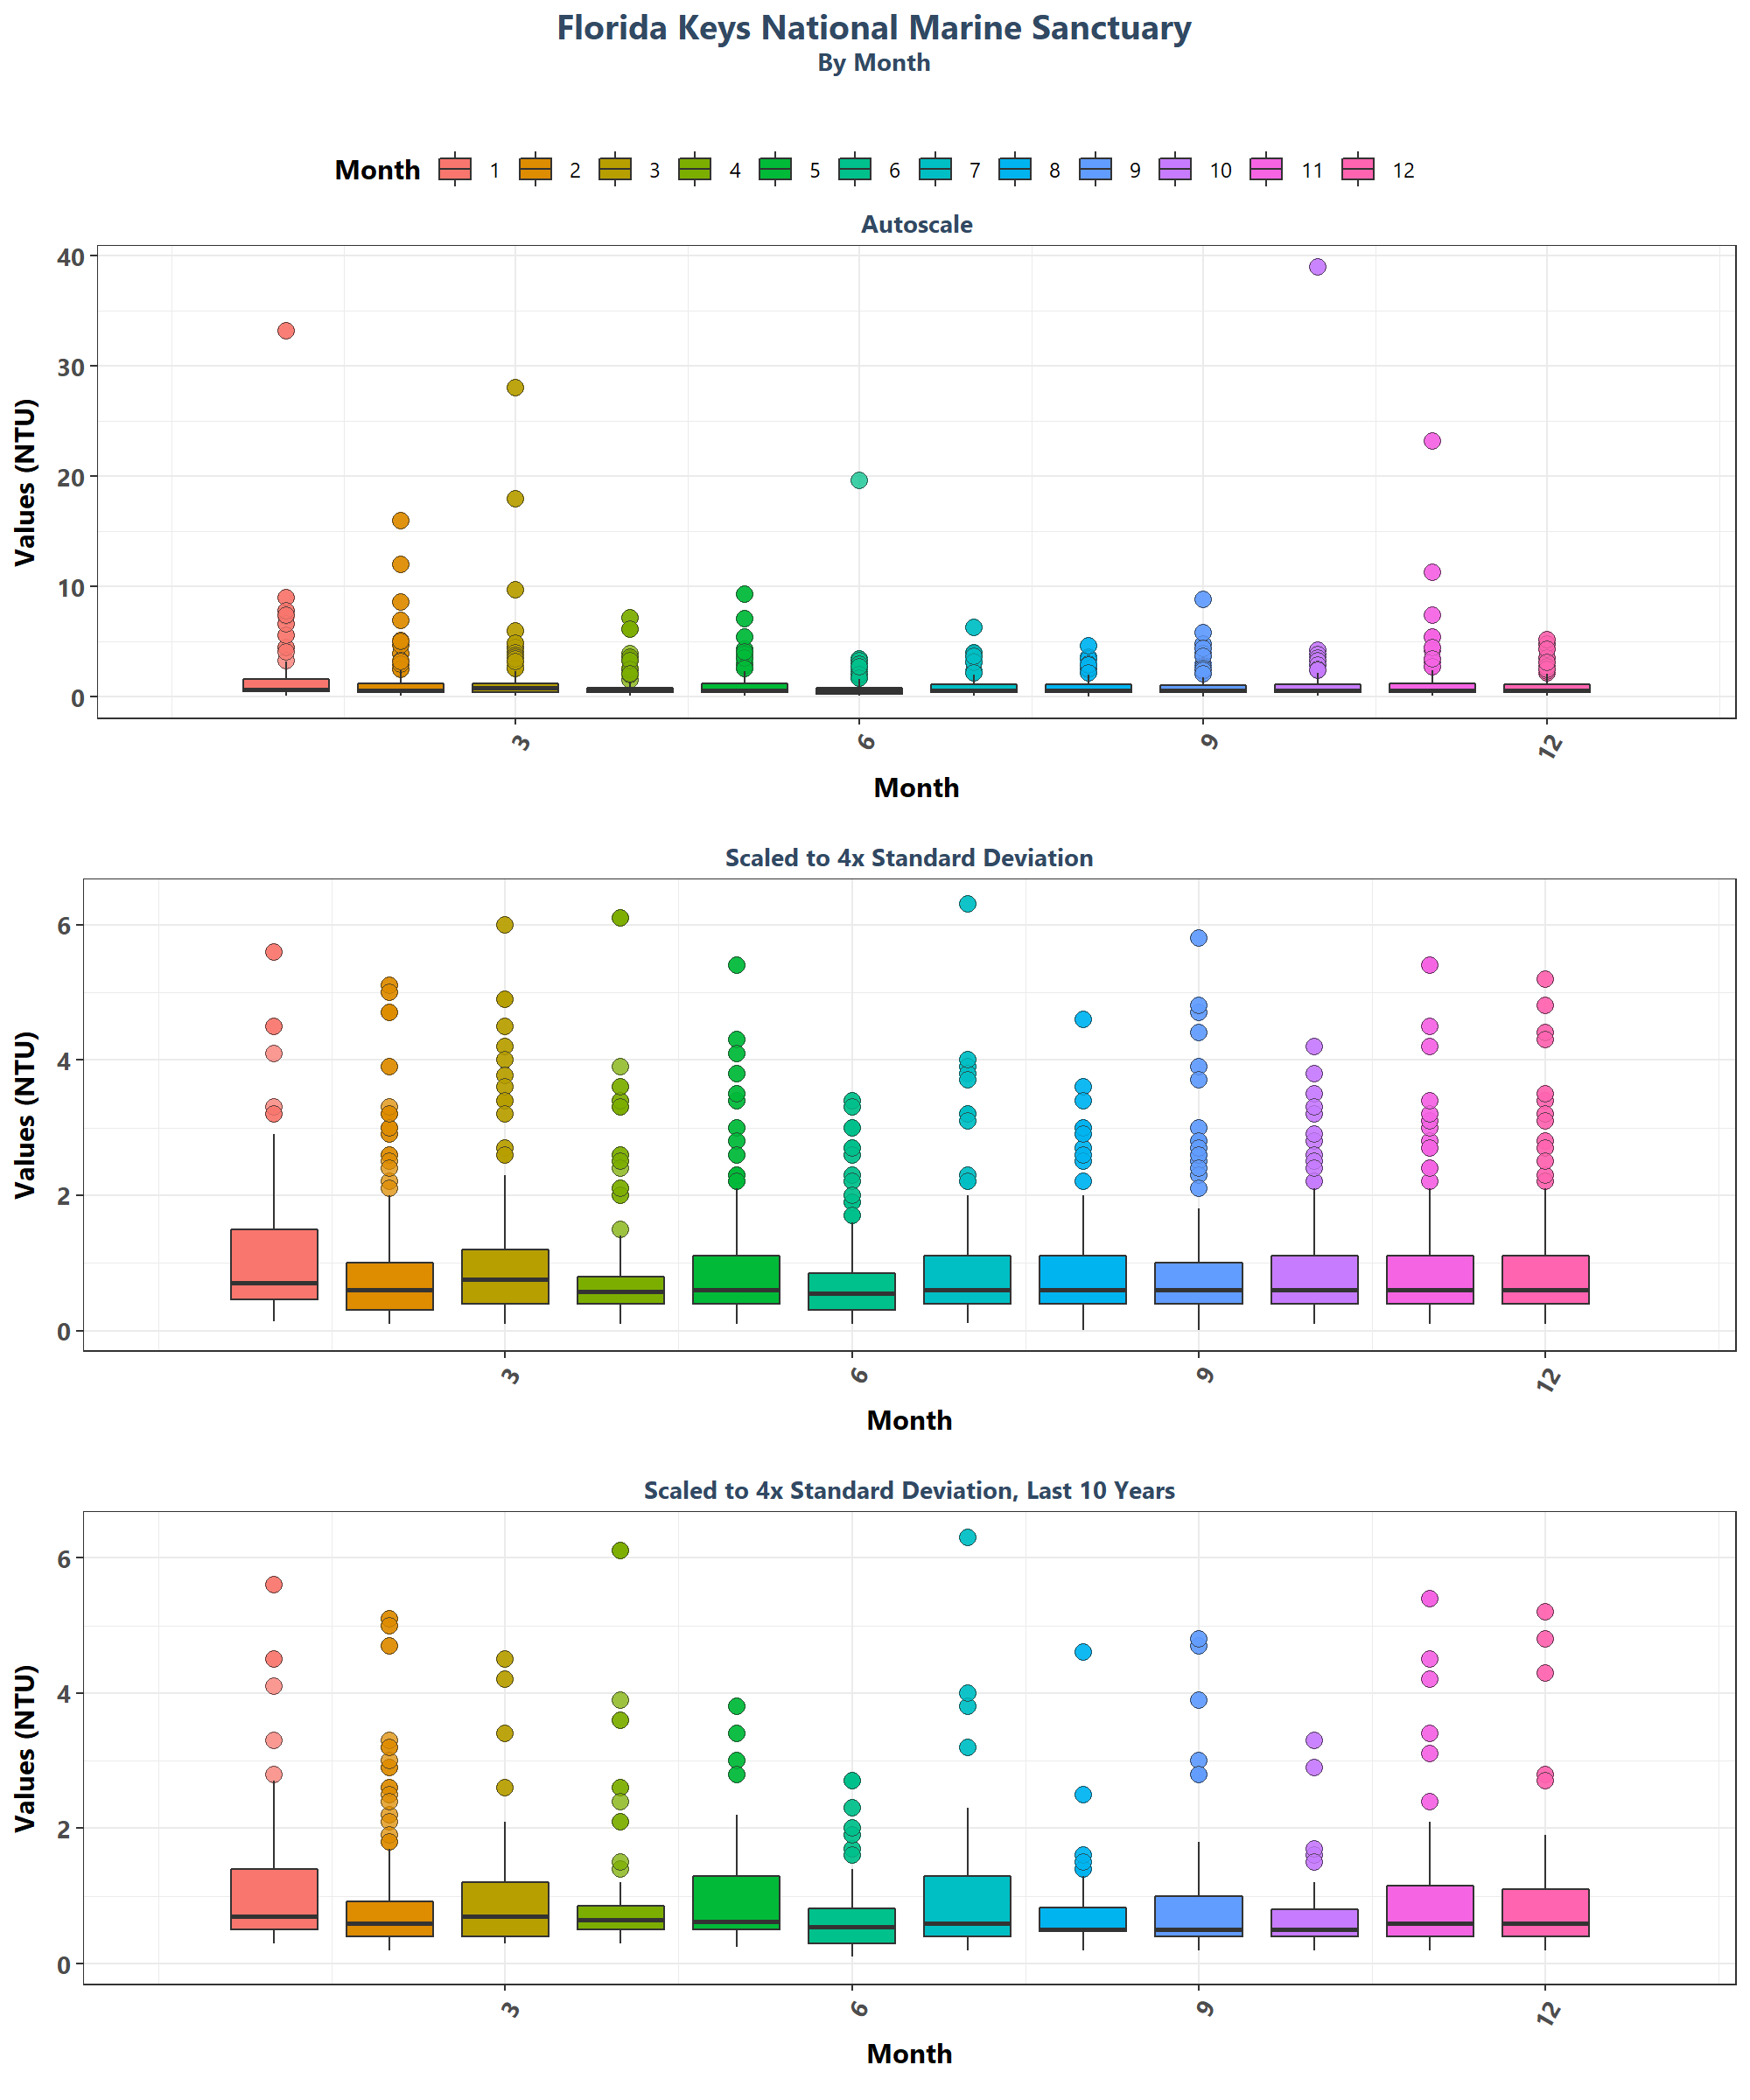 Florida Keys National Marine Sanctuary
By Month
Month 1 2 3 4 5 6 7 8 9 10 11 12
Autoscale
Values (NTU)
40
30
20
10
0
3 6 9 12
Month
Scaled to 4x Standard Deviation
Values (NTU)
6
4
2
0
3 6 9 12
Month
Scaled to 4x Standard Deviation, Last 10 Years
Values (NTU)
6
4
2
0
3 6 9 12
Month